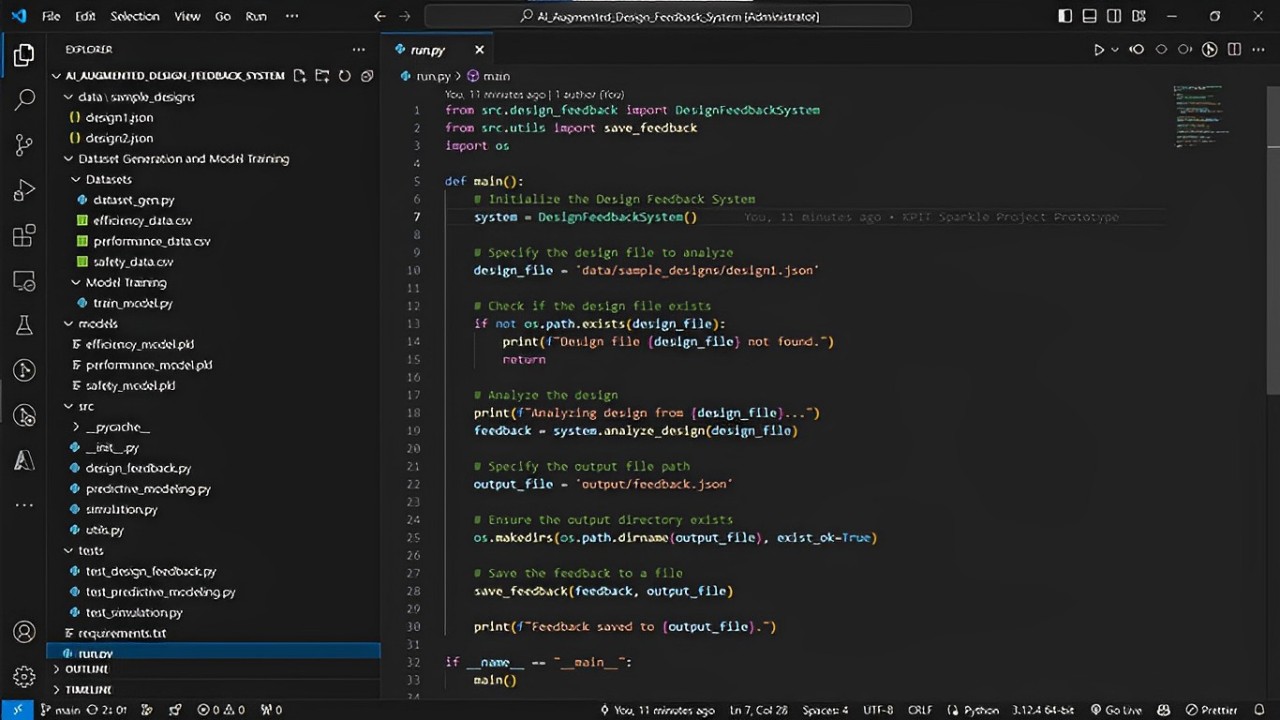 File Edit Selection View Go Run ··· AI_Augmented_Design_Feedback_System [Administrator]
EXPLORER ···
AI_AUGMENTED_DESIGN_FEEDBACK_SYSTEM
data \ sample_designs
design1.json
design2.json
Dataset Generation and Model Training
Datasets
dataset_gen.py
efficiency_data.csv
performance_data.csv
safety_data.csv
Model Training
train_model.py
models
efficiency_model.pkl
performance_model.pkl
safety_model.pkl
src
__pycache__
__init__.py
design_feedback.py
predictive_modeling.py
simulation.py
utils.py
tests
test_design_feedback.py
test_predictive_modeling.py
test_simulation.py
requirements.txt
run.py
OUTLINE
TIMELINE
run.py
run.py > main
You, 11 minutes ago | 1 author (You)
1 from src.design_feedback import DesignFeedbackSystem
2 from src.utils import save_feedback
3 import os
4
5 def main():
6 # Initialize the Design Feedback System
7 system = DesignFeedbackSystem() You, 11 minutes ago • KPIT Sparkle Project Prototype
8
9 # Specify the design file to analyze
10 design_file = 'data/sample_designs/design1.json'
11
12 # Check if the design file exists
13 if not os.path.exists(design_file):
14 print(f"Design file {design_file} not found.")
15 return
16
17 # Analyze the design
18 print(f"Analyzing design from {design_file}...")
19 feedback = system.analyze_design(design_file)
20
21 # Specify the output file path
22 output_file = 'output/feedback.json'
23
24 # Ensure the output directory exists
25 os.makedirs(os.path.dirname(output_file), exist_ok=True)
26
27 # Save the feedback to a file
28 save_feedback(feedback, output_file)
29
30 print(f"Feedback saved to {output_file}.")
31
32 if __name__ == "__main__":
33 main()
34
main 2↓ 0↑ 0 0 0 You, 11 minutes ago Ln 7, Col 28 Spaces: 4 UTF-8 CRLF Python 3.12.4 64-bit Go Live Prettier